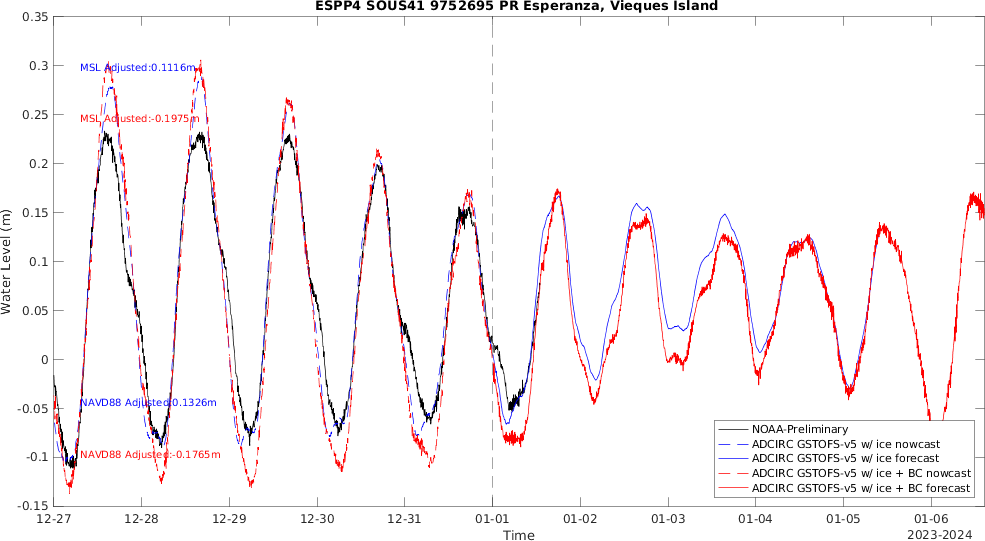 ESPP4 SOUS41 9752695 PR Esperanza, Vieques Island
0.35
0.3
0.25
0.2
0.15
0.1
0.05
0
-0.05
-0.1
-0.15
Water Level (m)
MSL Adjusted:0.1116m
MSL Adjusted:-0.1975m
NAVD88 Adjusted:0.1326m
NAVD88 Adjusted:-0.1765m
NOAA-Preliminary
ADCIRC GSTOFS-v5 w/ ice nowcast
ADCIRC GSTOFS-v5 w/ ice forecast
ADCIRC GSTOFS-v5 w/ ice + BC nowcast
ADCIRC GSTOFS-v5 w/ ice + BC forecast
12-27 12-28 12-29 12-30 12-31 01-01 01-02 01-03 01-04 01-05 01-06
Time
2023-2024